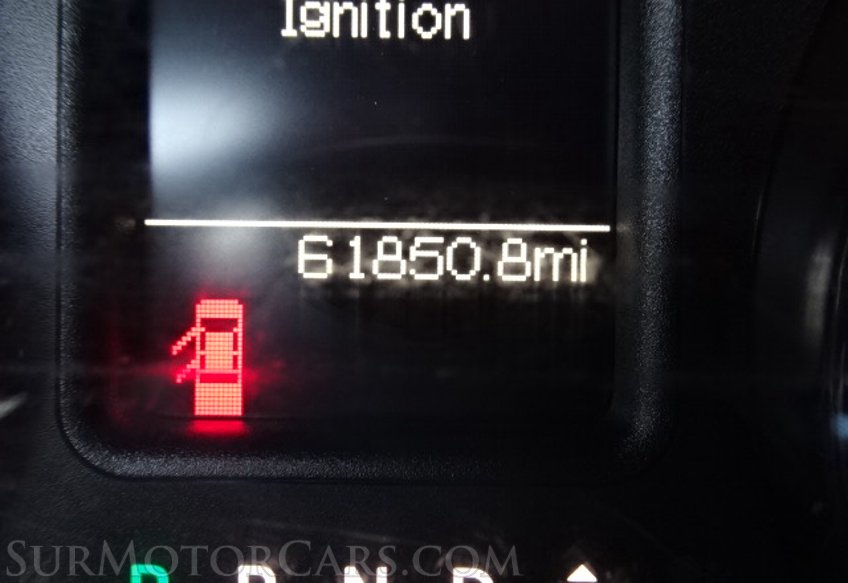 Ignition
61850.8mi
P R N D
SURMOTORCARS.COM